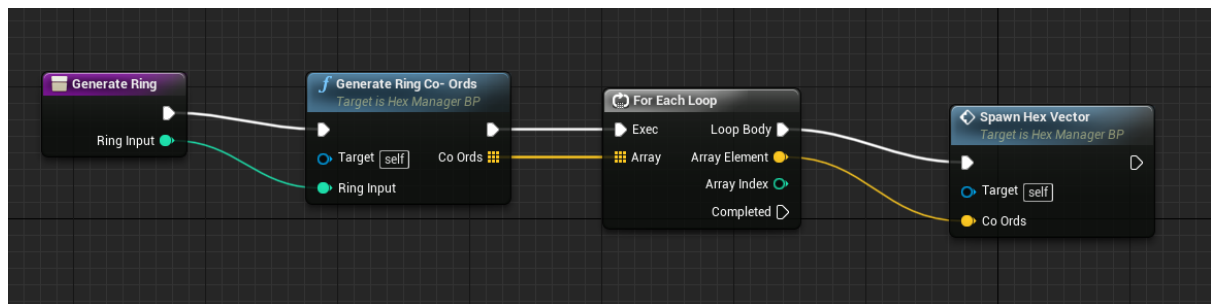 Generate Ring
Ring Input
Generate Ring Co- Ords
Target is Hex Manager BP
Target self
Co Ords
Ring Input
For Each Loop
Exec
Loop Body
Array
Array Element
Array Index
Completed
Spawn Hex Vector
Target is Hex Manager BP
Target self
Co Ords